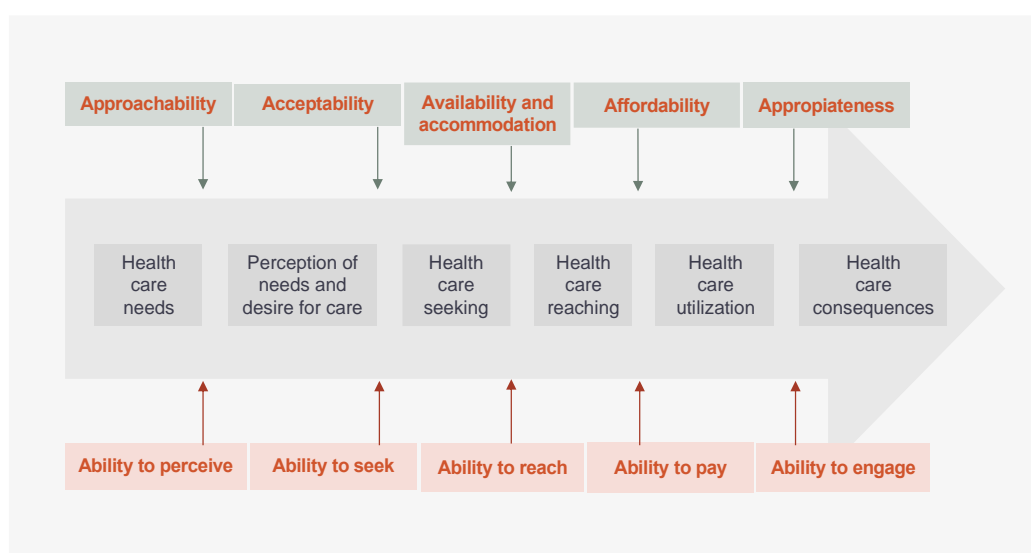 Approachability
Acceptability
Availability and
accommodation
Affordability
Appropiateness
Health
care
needs
Perception of
needs and
desire for care
Health
care
seeking
Health
care
reaching
Health
care
utilization
Health
care
consequences
Ability to perceive
Ability to seek
Ability to reach
Ability to pay
Ability to engage